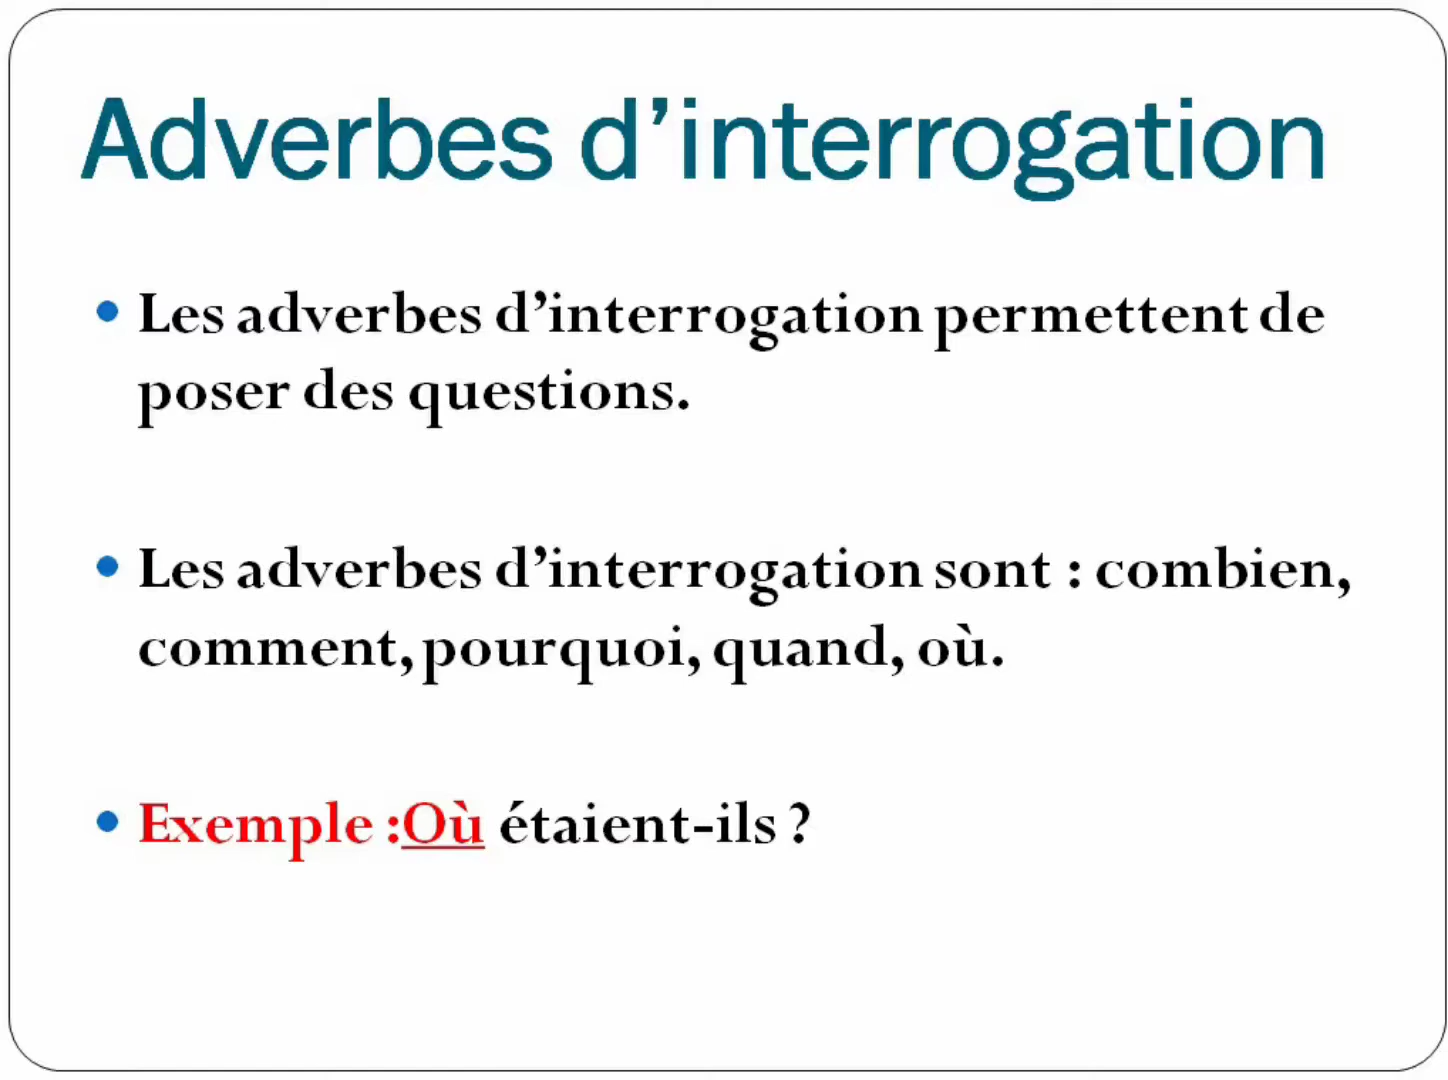 Adverbes d’interrogation
Les adverbes d’interrogation permettent de
poser des questions.
Les adverbes d’interrogation sont : combien,
comment, pourquoi, quand, où.
Exemple :Où étaient-ils ?